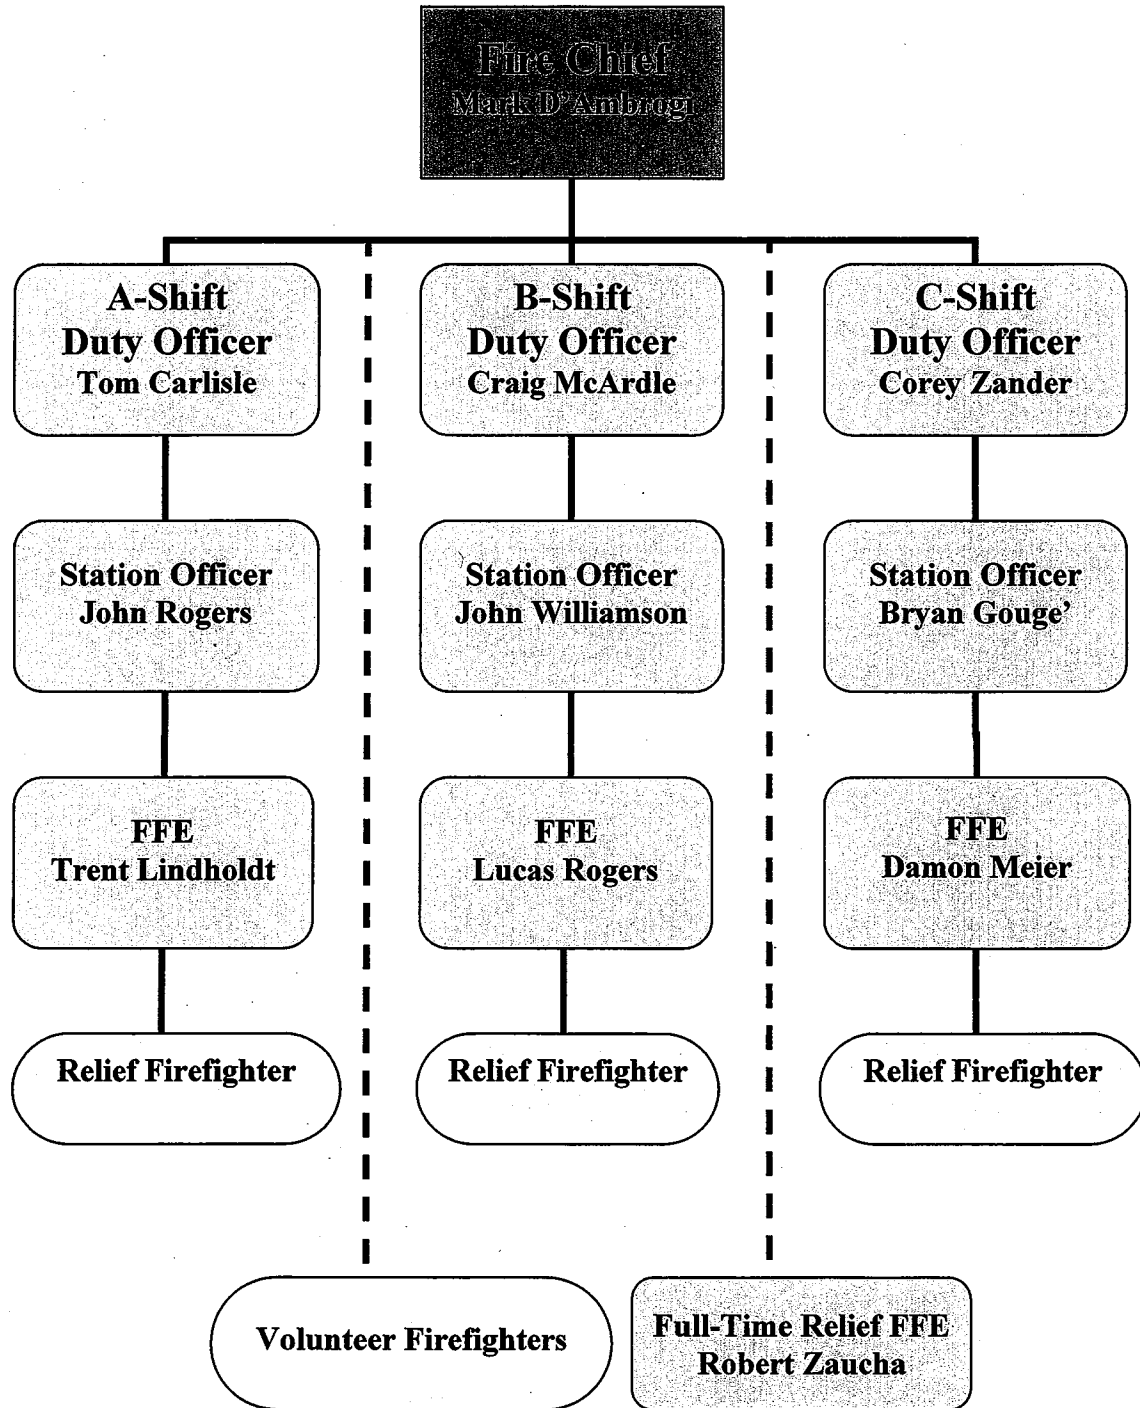 Fire Chief
Mark D'Ambrogi
A-Shift
Duty Officer
Tom Carlisle
B-Shift
Duty Officer
Craig McArdle
C-Shift
Duty Officer
Corey Zander
Station Officer
John Rogers
Station Officer
John Williamson
Station Officer
Bryan Gouge’
FFE
Trent Lindholdt
FFE
Lucas Rogers
FFE
Damon Meier
Relief Firefighter
Relief Firefighter
Relief Firefighter
Volunteer Firefighters
Full-Time Relief FFE
Robert Zaucha